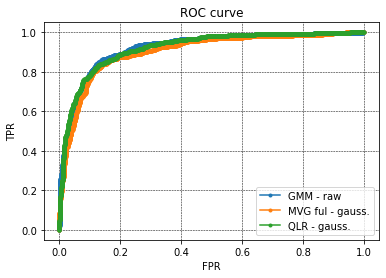 ROC curve
1.0
0.8
0.6
0.4
0.2
0.0
TPR
0.0 0.2 0.4 0.6 0.8 1.0
FPR
GMM - raw
MVG ful - gauss.
QLR - gauss.